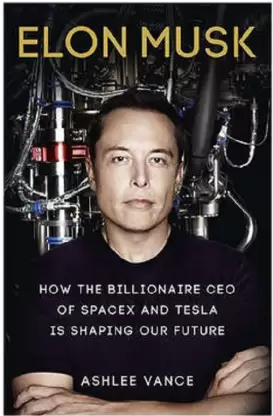 ELON MUSK
HOW THE BILLIONAIRE CEO
OF SPACEX AND TESLA
IS SHAPING OUR FUTURE
ASHLEE VANCE